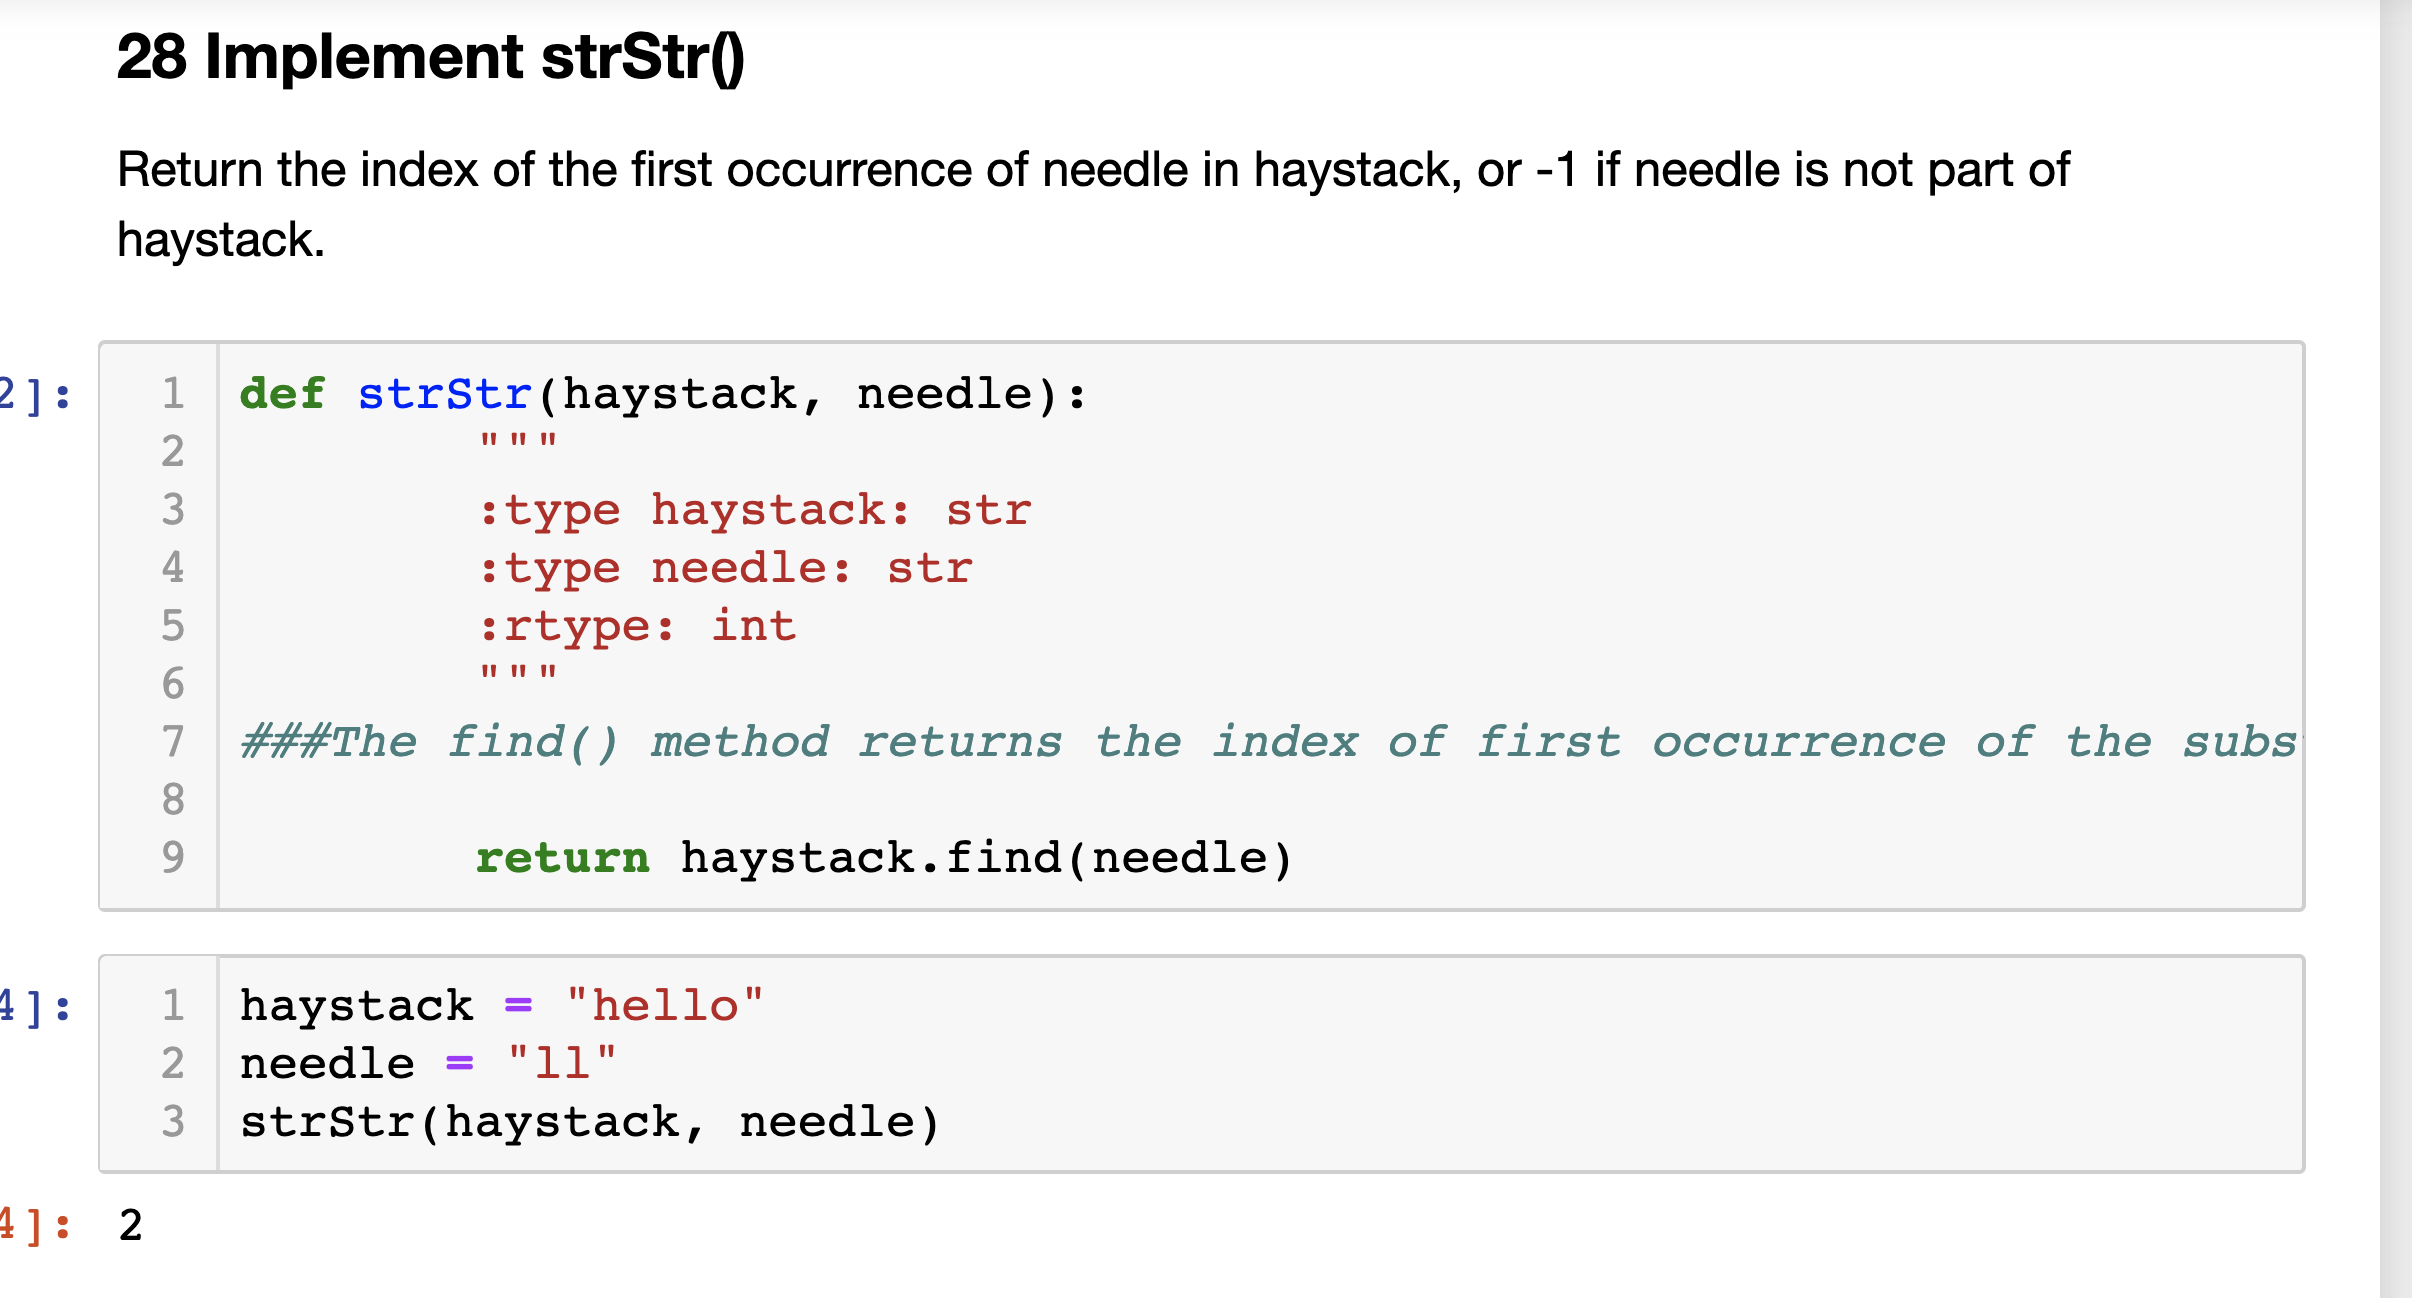 28 Implement strStr()
Return the index of the first occurrence of needle in haystack, or -1 if needle is not part of
haystack.
2]:
1 def strStr(haystack, needle):
2 """
3 :type haystack: str
4 :type needle: str
5 :rtype: int
6 """
7 ###The find() method returns the index of first occurrence of the subs
8
9 return haystack.find(needle)
4]:
1 haystack = "hello"
2 needle = "ll"
3 strStr(haystack, needle)
4]: 2